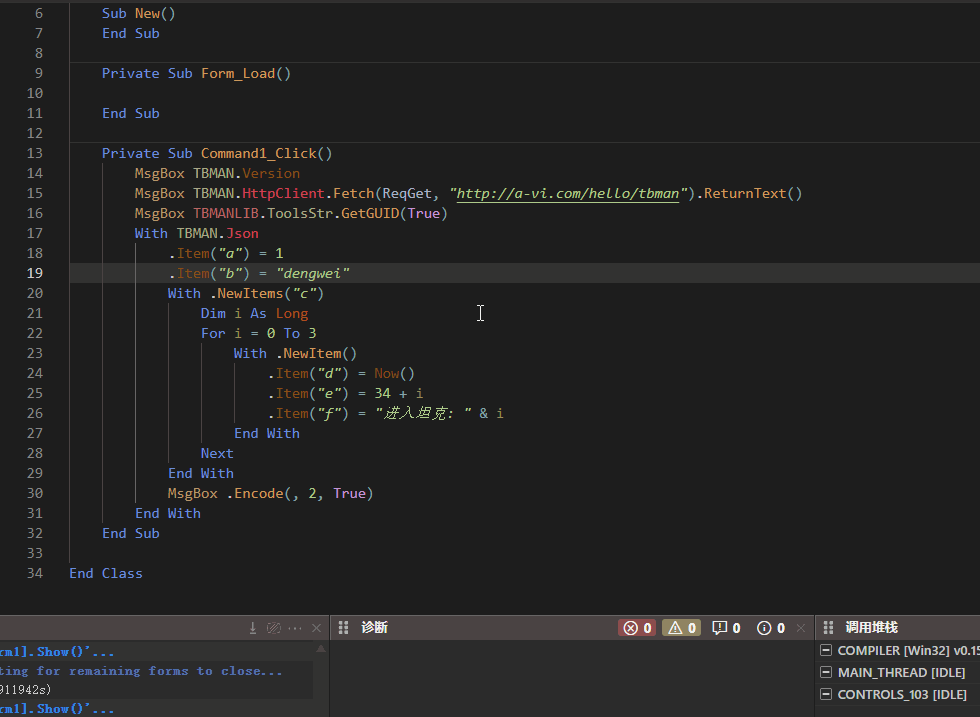 6 Sub New()
7 End Sub
8
9 Private Sub Form_Load()
10
11 End Sub
12
13 Private Sub Command1_Click()
14 MsgBox TBMAN.Version
15 MsgBox TBMAN.HttpClient.Fetch(ReqGet, "http://a-vi.com/hello/tbman").ReturnText()
16 MsgBox TBMANLIB.ToolsStr.GetGUID(True)
17 With TBMAN.Json
18 .Item("a") = 1
19 .Item("b") = "dengwei"
20 With .NewItems("c")
21 Dim i As Long
22 For i = 0 To 3
23 With .NewItem()
24 .Item("d") = Now()
25 .Item("e") = 34 + i
26 .Item("f") = "进入坦克: " & i
27 End With
28 Next
29 End With
30 MsgBox .Encode(, 2, True)
31 End With
32 End Sub
33
34 End Class
诊断 0 0 0 0 调用堆栈
rm1].Show()'...
ting for remaining forms to close...
911942s)
rm1].Show()'...
COMPILER [Win32] v0.15
MAIN_THREAD [IDLE]
CONTROLS_103 [IDLE]